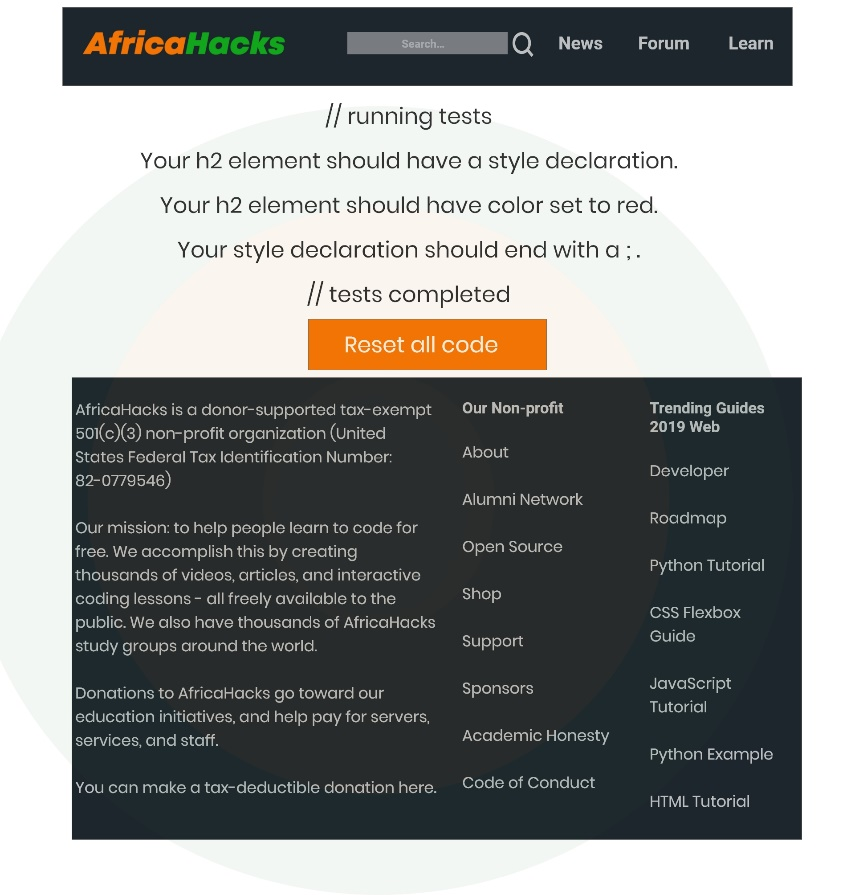 AfricaHacks
Search...
News
Forum
Learn
// running tests
Your h2 element should have a style declaration.
Your h2 element should have color set to red.
Your style declaration should end with a ; .
// tests completed
Reset all code
AfricaHacks is a donor-supported tax-exempt
501(c)(3) non-profit organization (United
States Federal Tax Identification Number:
82-0779546)
Our mission: to help people learn to code for
free. We accomplish this by creating
thousands of videos, articles, and interactive
coding lessons - all freely available to the
public. We also have thousands of AfricaHacks
study groups around the world.
Donations to AfricaHacks go toward our
education initiatives, and help pay for servers,
services, and staff.
You can make a tax-deductible donation here.
Our Non-profit
About
Alumni Network
Open Source
Shop
Support
Sponsors
Academic Honesty
Code of Conduct
Trending Guides
2019 Web
Developer
Roadmap
Python Tutorial
CSS Flexbox
Guide
JavaScript
Tutorial
Python Example
HTML Tutorial